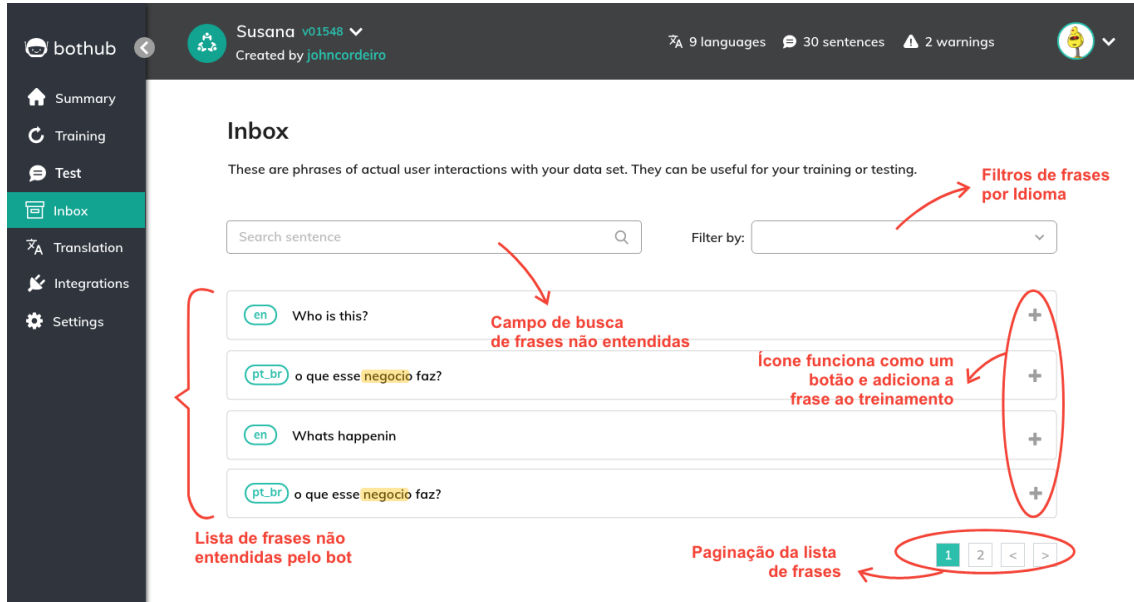 bothub
Susana v01548
Created by johncordeiro
9 languages 30 sentences 2 warnings
Summary
Training
Test
Inbox
Translation
Integrations
Settings
Inbox
These are phrases of actual user interactions with your data set. They can be useful for your training or testing.
Filtros de frases
por Idioma
Search sentence
Filter by:
en Who is this?
Campo de busca
de frases não entendidas
pt_br o que esse negocio faz?
Ícone funciona como um
botão e adiciona a
frase ao treinamento
en Whats happenin
pt_br o que esse negocio faz?
Lista de frases não
entendidas pelo bot
Paginação da lista
de frases
1 2 < >